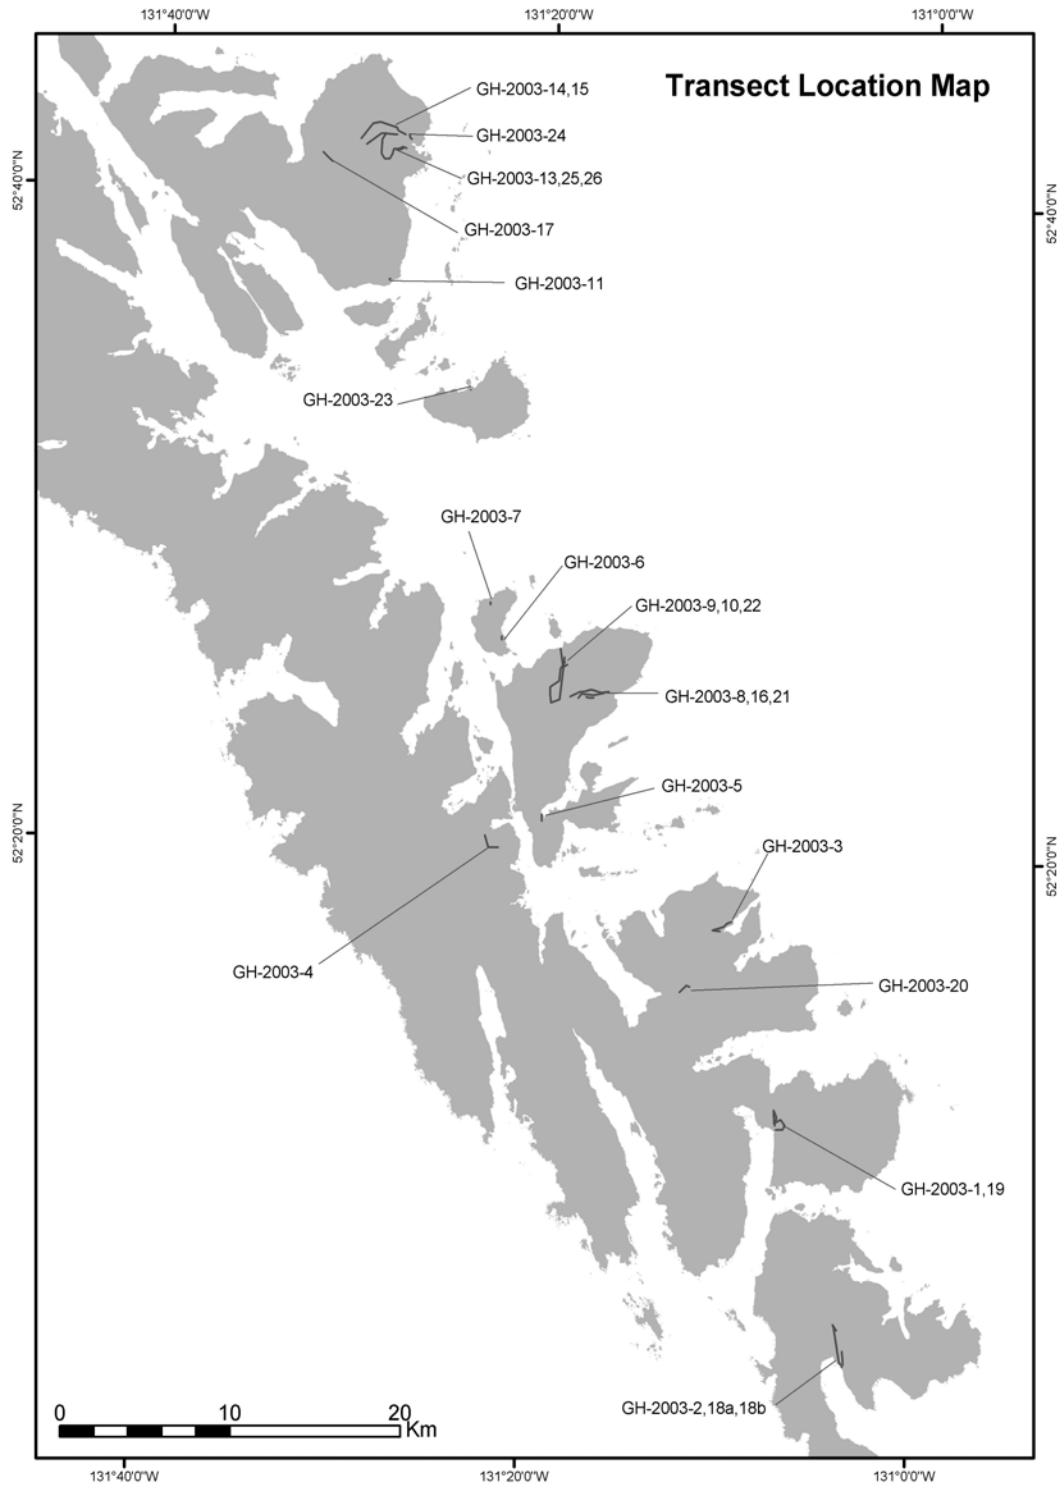 131°40'0"W
131°20'0"W
131°0'0"W
Transect Location Map
GH-2003-14,15
GH-2003-24
52°40'0"N
GH-2003-13,25,26
52°40'0"N
GH-2003-17
GH-2003-11
GH-2003-23
GH-2003-7
GH-2003-6
GH-2003-9,10,22
GH-2003-8,16,21
GH-2003-5
52°20'0"N
GH-2003-3
52°20'0"N
GH-2003-4
GH-2003-20
GH-2003-1,19
GH-2003-2,18a,18b
0 10 20
Km
131°40'0"W
131°20'0"W
131°0'0"W